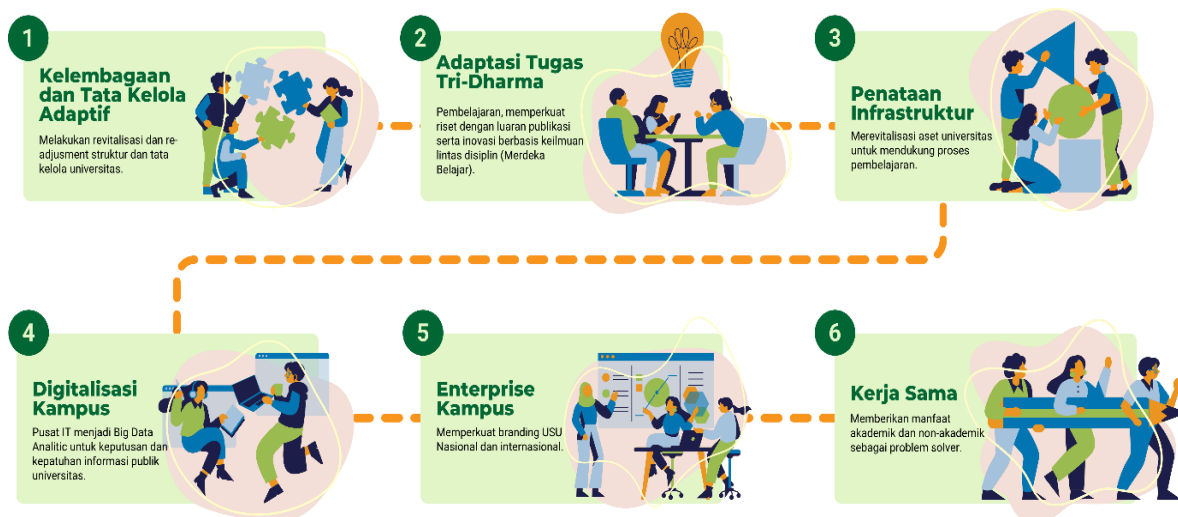 1
Kelembagaan
dan Tata Kelola
Adaptif
Melakukan revitalisasi dan re-
adjusment struktur dan tata
kelola universitas.
2
Adaptasi Tugas
Tri-Dharma
Pembelajaran, memperkuat
riset dengan luaran publikasi
serta inovasi berbasis keilmuan
lintas disiplin (Merdeka
Belajar).
3
Penataan
Infrastruktur
Merevitalisasi aset universitas
untuk mendukung proses
pembelajaran.
4
Digitalisasi
Kampus
Pusat IT menjadi Big Data
Analitic untuk keputusan dan
kepatuhan informasi publik
universitas.
5
Enterprise
Kampus
Memperkuat branding USU
Nasional dan internasional.
6
Kerja Sama
Memberikan manfaat
akademik dan non-akademik
sebagai problem solver.